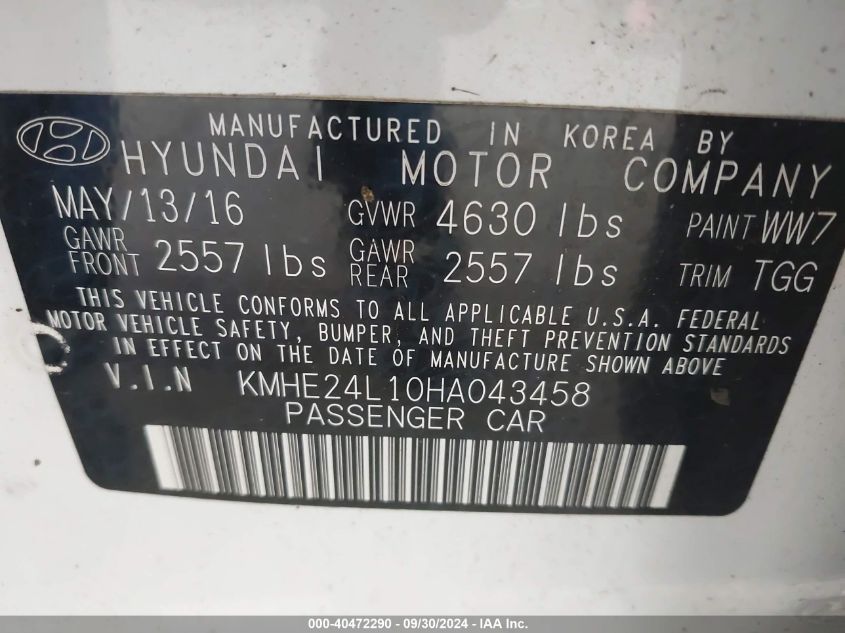 MANUFACTURED IN KOREA BY
HYUNDAI MOTOR COMPANY
MAY/13/16 GVWR 4630 lbs PAINT WW7
GAWR FRONT 2557 lbs GAWR REAR 2557 lbs TRIM TGG
THIS VEHICLE CONFORMS TO ALL APPLICABLE U.S.A. FEDERAL
MOTOR VEHICLE SAFETY, BUMPER, AND THEFT PREVENTION STANDARDS
IN EFFECT ON THE DATE OF MANUFACTURE SHOWN ABOVE
V.I.N KMHE24L10HA043458
PASSENGER CAR
000-40472290 - 09/30/2024 - IAA Inc.